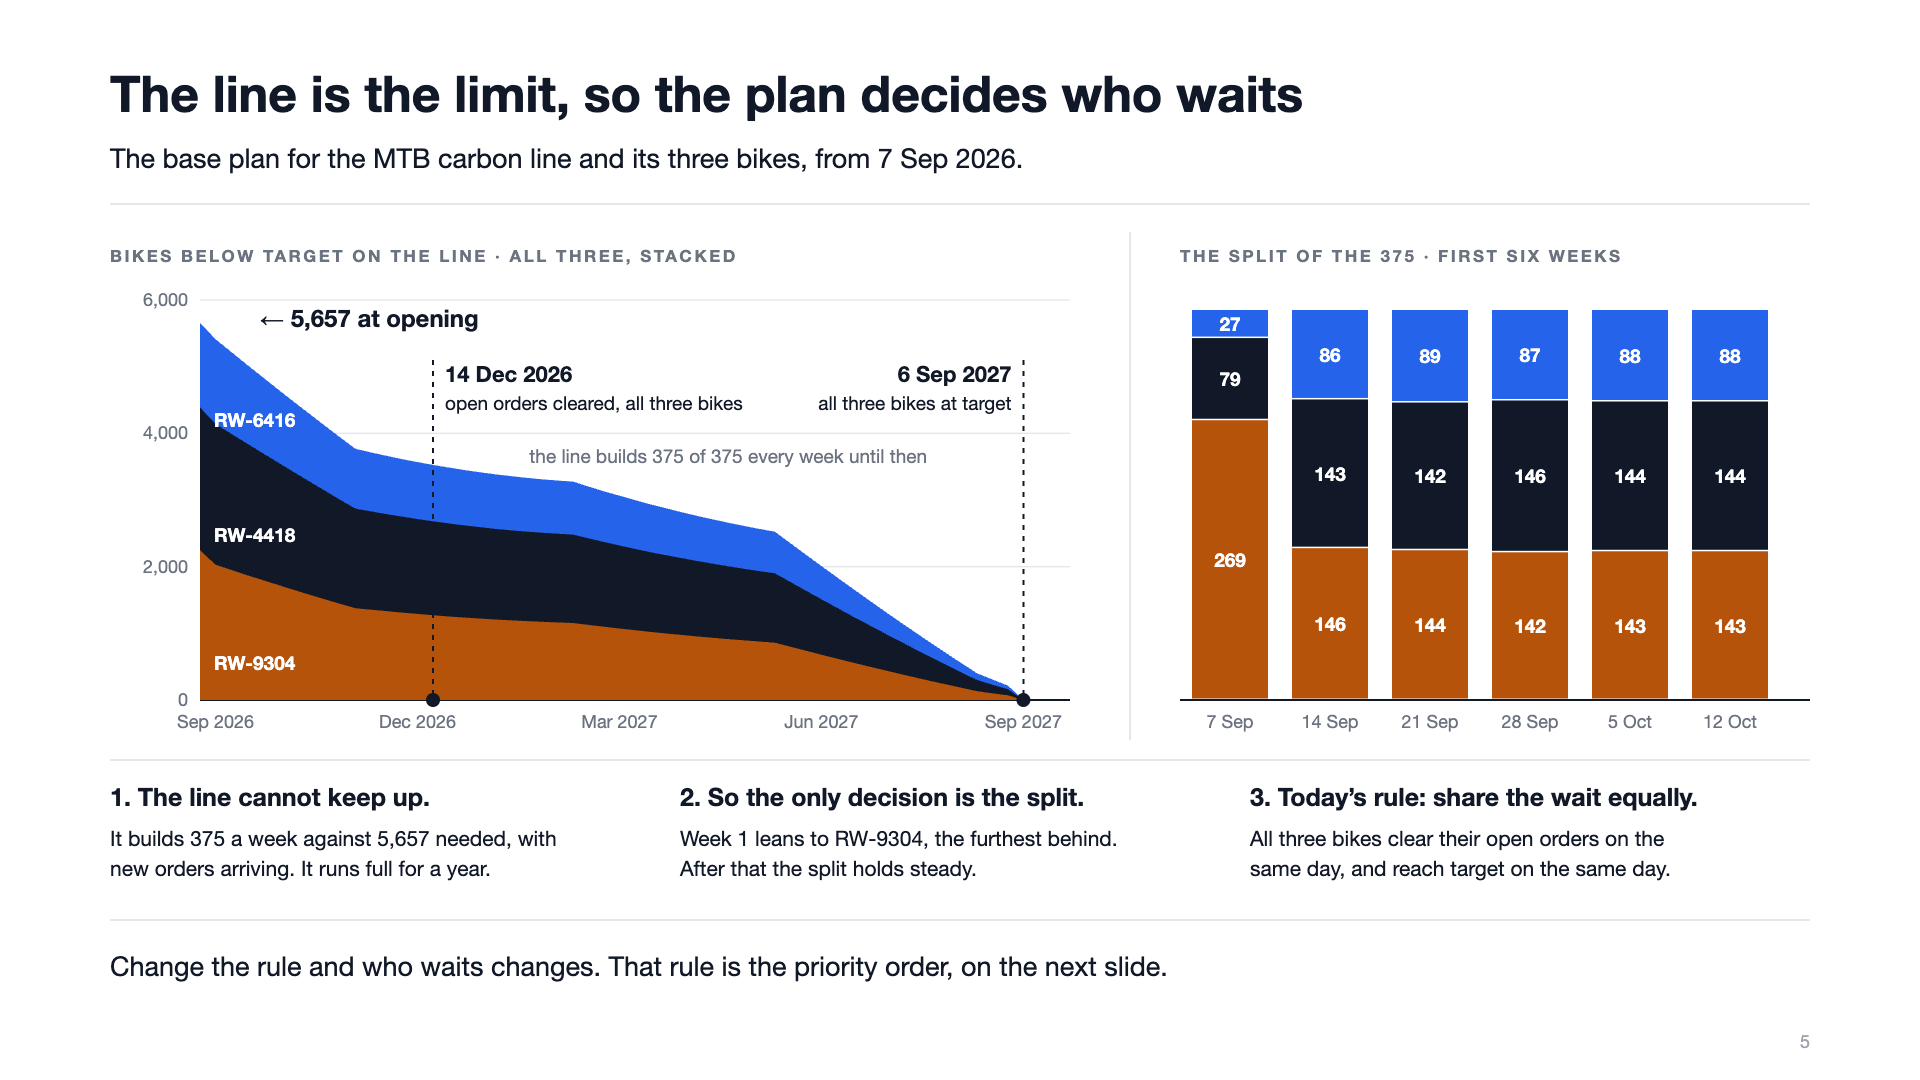 The line is the limit, so the plan decides who waits
The base plan for the MTB carbon line and its three bikes, from 7 Sep 2026.
BIKES BELOW TARGET ON THE LINE · ALL THREE, STACKED
6,000
← 5,657 at opening
14 Dec 2026
open orders cleared, all three bikes
6 Sep 2027
all three bikes at target
4,000
the line builds 375 of 375 every week until then
RW-6416
RW-4418
2,000
RW-9304
0
Sep 2026
Dec 2026
Mar 2027
Jun 2027
Sep 2027
THE SPLIT OF THE 375 · FIRST SIX WEEKS
27
79
269
86
143
146
89
142
144
87
146
142
88
144
143
88
144
143
7 Sep
14 Sep
21 Sep
28 Sep
5 Oct
12 Oct
1. The line cannot keep up.
It builds 375 a week against 5,657 needed, with
new orders arriving. It runs full for a year.
2. So the only decision is the split.
Week 1 leans to RW-9304, the furthest behind.
After that the split holds steady.
3. Today’s rule: share the wait equally.
All three bikes clear their open orders on the
same day, and reach target on the same day.
Change the rule and who waits changes. That rule is the priority order, on the next slide.
5